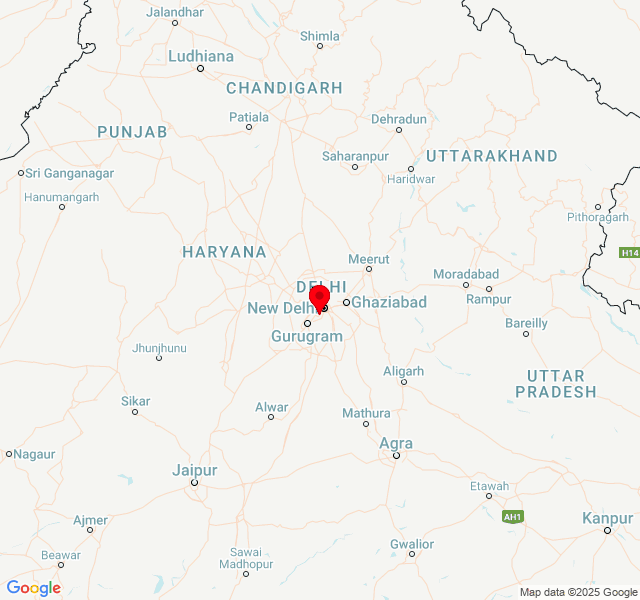 Jalandhar
Shimla
Ludhiana
CHANDIGARH
Patiala
Dehradun
PUNJAB
Saharanpur
UTTARAKHAND
Sri Ganganagar
Haridwar
Hanumangarh
Pithoragarh
HARYANA
H14
Meerut
Moradabad
DELHI
Rampur
New Delhi
Ghaziabad
Bareilly
Gurugram
Jhunjhunu
Aligarh
UTTAR
PRADESH
Sikar
Alwar
Mathura
Agra
Nagaur
Jaipur
Etawah
AH1
Ajmer
Kanpur
Gwalior
Beawar
Sawai
Madhopur
Google
Map data ©2025 Google